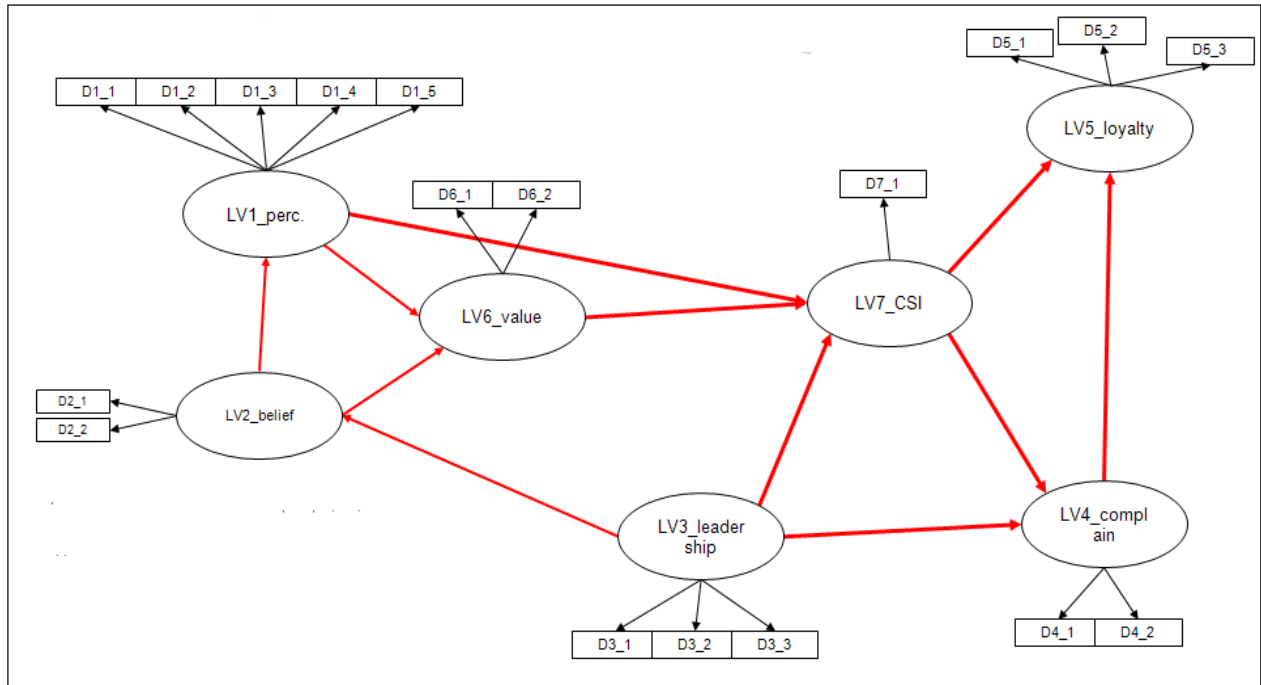 D5_1
D5_2
D5_3
D1_1
D1_2
D1_3
D1_4
D1_5
LV5_loyalty
D7_1
D6_1
D6_2
LV1_perc.
LV7_CSI
LV6_value
D2_1
D2_2
LV2_belief
LV3_leader
ship
LV4_compl
ain
D3_1
D3_2
D3_3
D4_1
D4_2